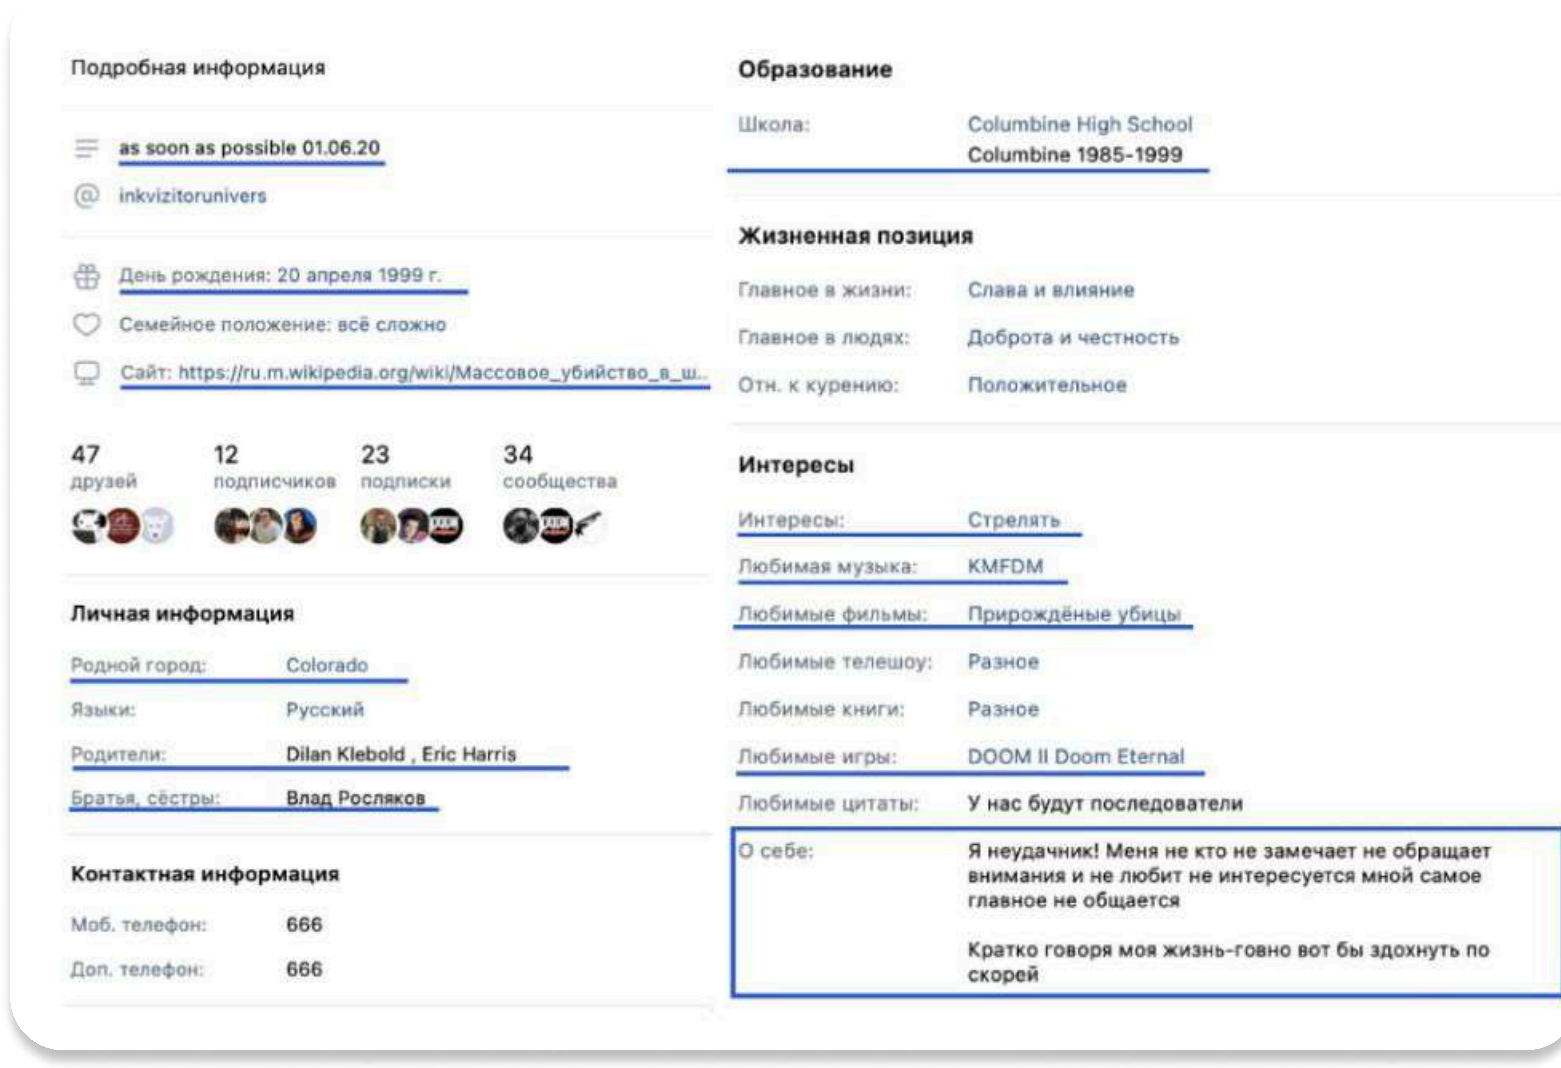 Подробная информация
as soon as possible 01.06.20
inkvizitorunivers
День рождения: 20 апреля 1999 г.
Семейное положение: всё сложно
Сайт: https://ru.m.wikipedia.org/wiki/Массовое_убийство_в_ш...
47 12 23 34
друзей подписчиков подписки сообщества
Личная информация
Родной город: Colorado
Языки: Русский
Родители: Dilan Klebold , Eric Harris
Братья, сёстры: Влад Росляков
Контактная информация
Моб. телефон: 666
Доп. телефон: 666
Образование
Школа: Columbine High School
Columbine 1985-1999
Жизненная позиция
Главное в жизни: Слава и влияние
Главное в людях: Доброта и честность
Отн. к курению: Положительное
Интересы
Интересы: Стрелять
Любимая музыка: KMFDM
Любимые фильмы: Прирождёные убицы
Любимые телешоу: Разное
Любимые книги: Разное
Любимые игры: DOOM II Doom Eternal
Любимые цитаты: У нас будут последователи
О себе: Я неудачник! Меня не кто не замечает не обращает
внимания и не любит не интересуется мной самое
главное не общается
Кратко говоря моя жизнь-говно вот бы здохнуть по
скорей